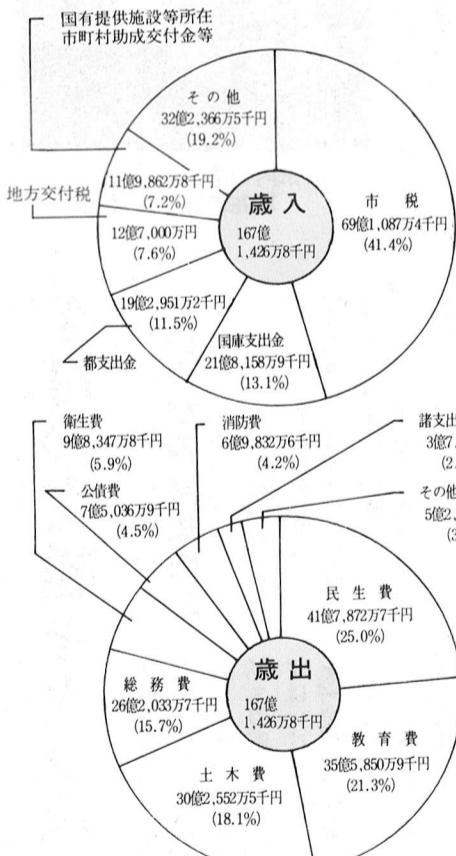 国有提供施設等所在
市町村助成交付金等
その他
32億2,366万5千円
(19.2%)
11億9,862万8千円
(7.2%)
地方交付税
12億7,000万円
(7.6%)
19億2,951万2千円
(11.5%)
都支出金
国庫支出金
21億8,158万9千円
(13.1%)
市税
69億1,087万4千円
(41.4%)
歳入
167億
1,426万8千円
衛生費
9億8,347万8千円
(5.9%)
公債費
7億5,036万9千円
(4.5%)
消防費
6億9,832万6千円
(4.2%)
諸支出
3億7,
(2.
その他
5億2,
(3
民生費
41億7,872万7千円
(25.0%)
総務費
26億2,033万7千円
(15.7%)
歳出
167億
1,426万8千円
教育費
35億5,850万9千円
(21.3%)
土木費
30億2,552万5千円
(18.1%)